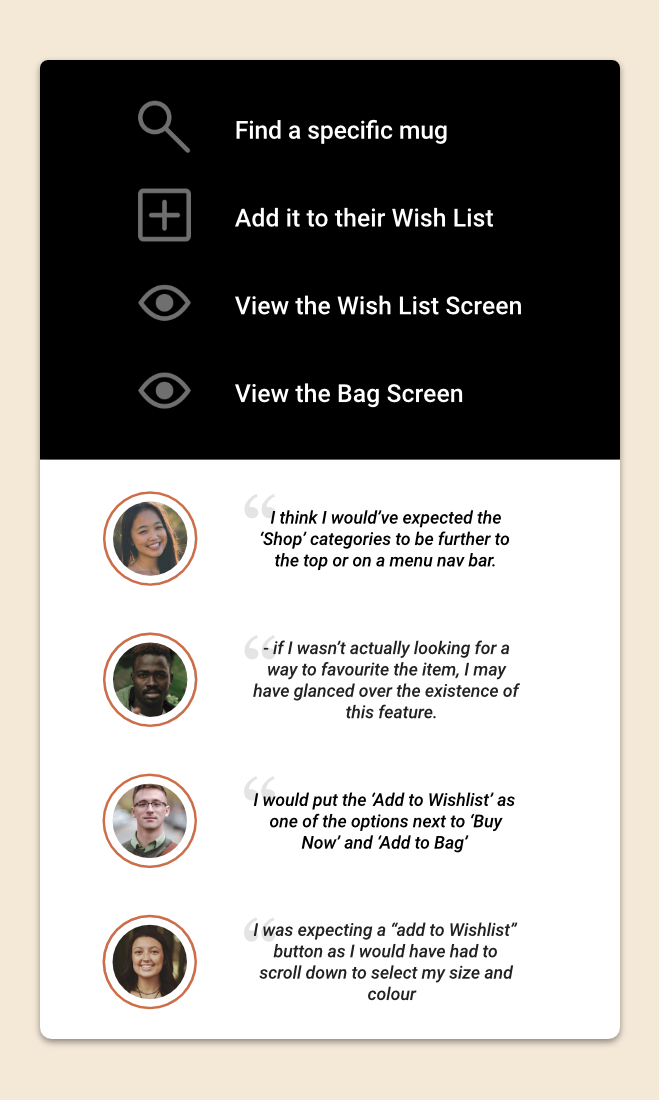 Find a specific mug
Add it to their Wish List
View the Wish List Screen
View the Bag Screen
“
I think I would’ve expected the
‘Shop’ categories to be further to
the top or on a menu nav bar.
“
- if I wasn’t actually looking for a
way to favourite the item, I may
have glanced over the existence of
this feature.
“
I would put the ‘Add to Wishlist’ as
one of the options next to ‘Buy
Now’ and ‘Add to Bag’
“
I was expecting a “add to Wishlist”
button as I would have had to
scroll down to select my size and
colour